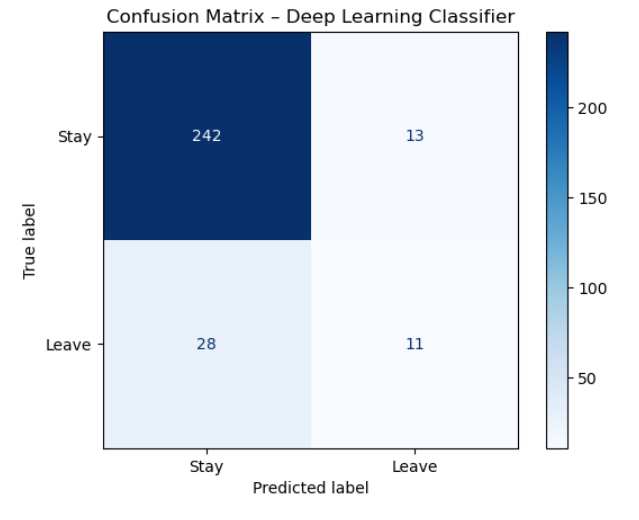 Confusion Matrix – Deep Learning Classifier
Stay
242
13
Leave
28
11
Stay
Leave
Predicted label
True label
200
150
100
50